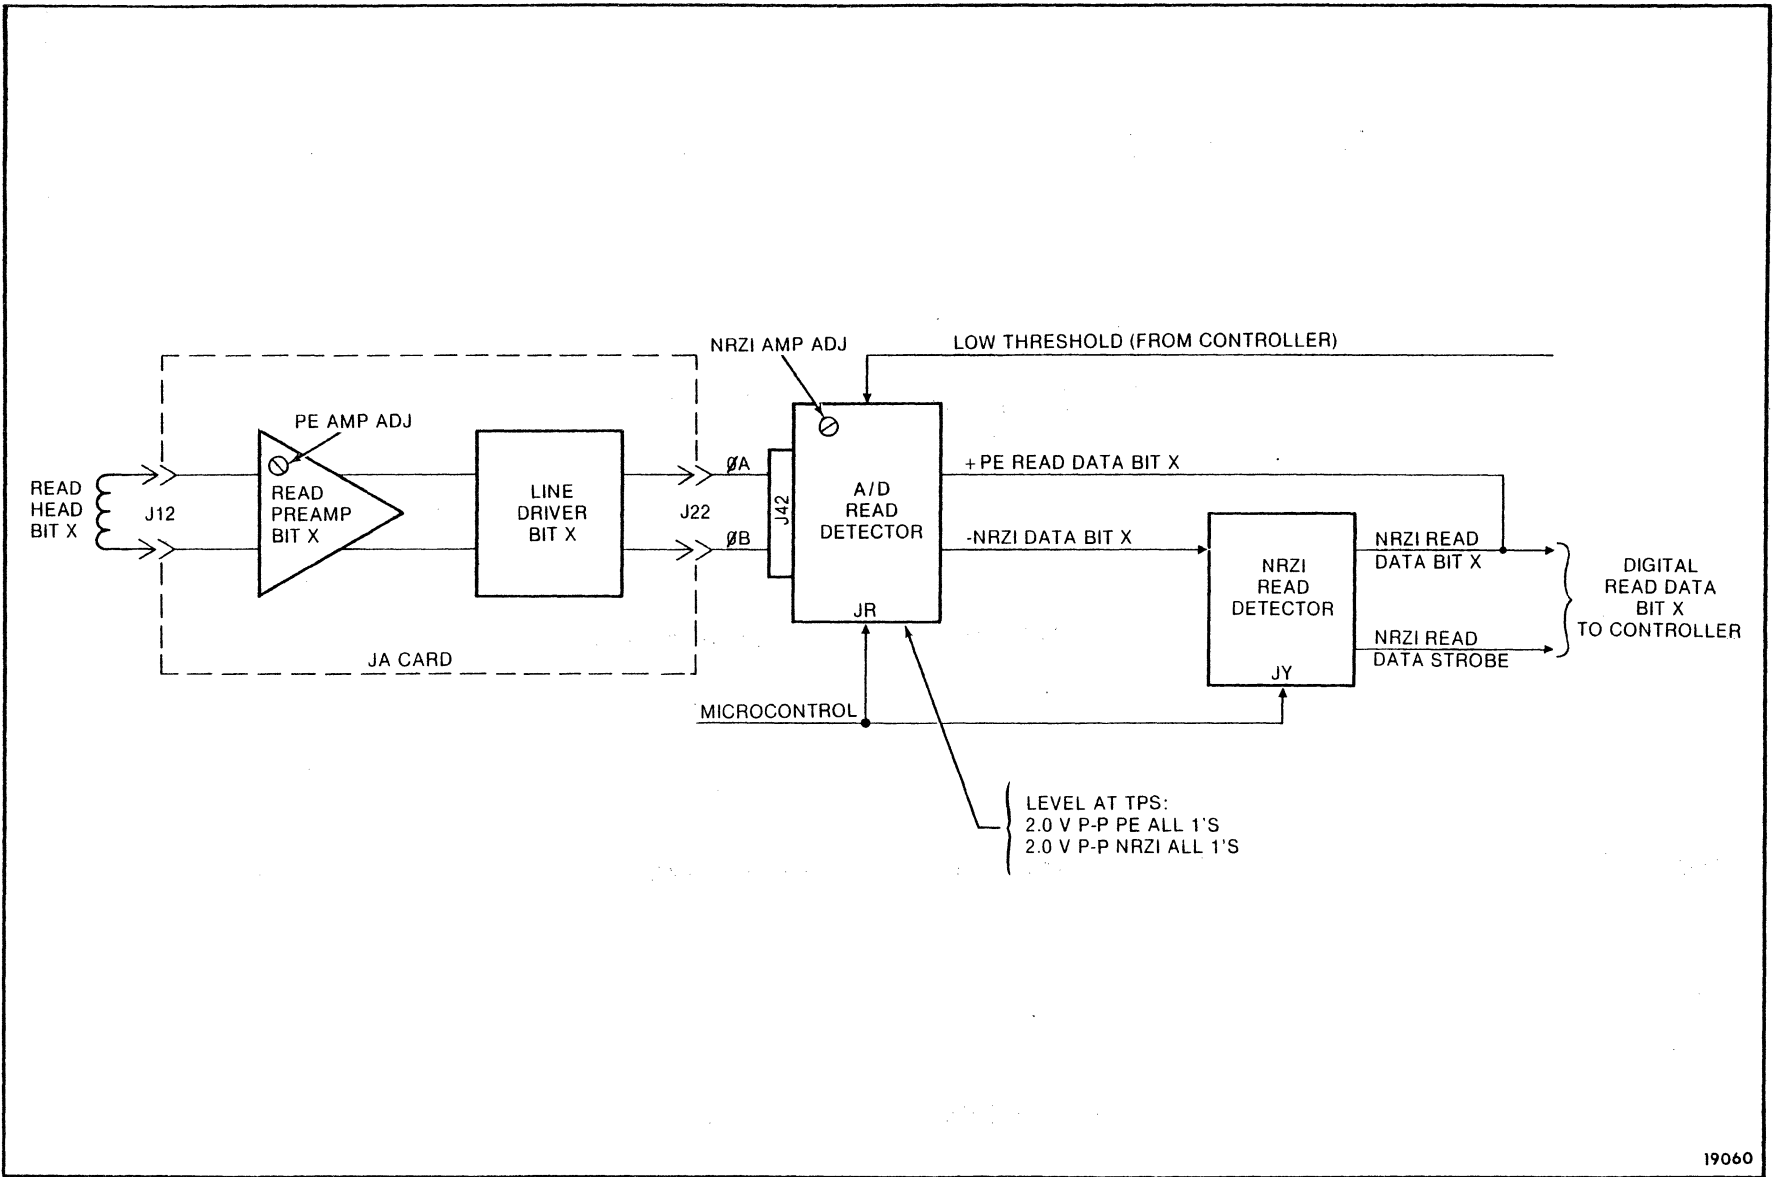 NRZI AMP ADJ
LOW THRESHOLD (FROM CONTROLLER)
PE AMP ADJ
READ
HEAD
BIT X
J12
READ
PREAMP
BIT X
LINE
DRIVER
BIT X
J22
ØA
ØB
J42
A/D
READ
DETECTOR
JR
+PE READ DATA BIT X
-NRZI DATA BIT X
NRZI
READ
DETECTOR
JY
NRZI READ
DATA BIT X
NRZI READ
DATA STROBE
DIGITAL
READ DATA
BIT X
TO CONTROLLER
JA CARD
MICROCONTROL
LEVEL AT TPS:
2.0 V P-P PE ALL 1'S
2.0 V P-P NRZI ALL 1'S
19060